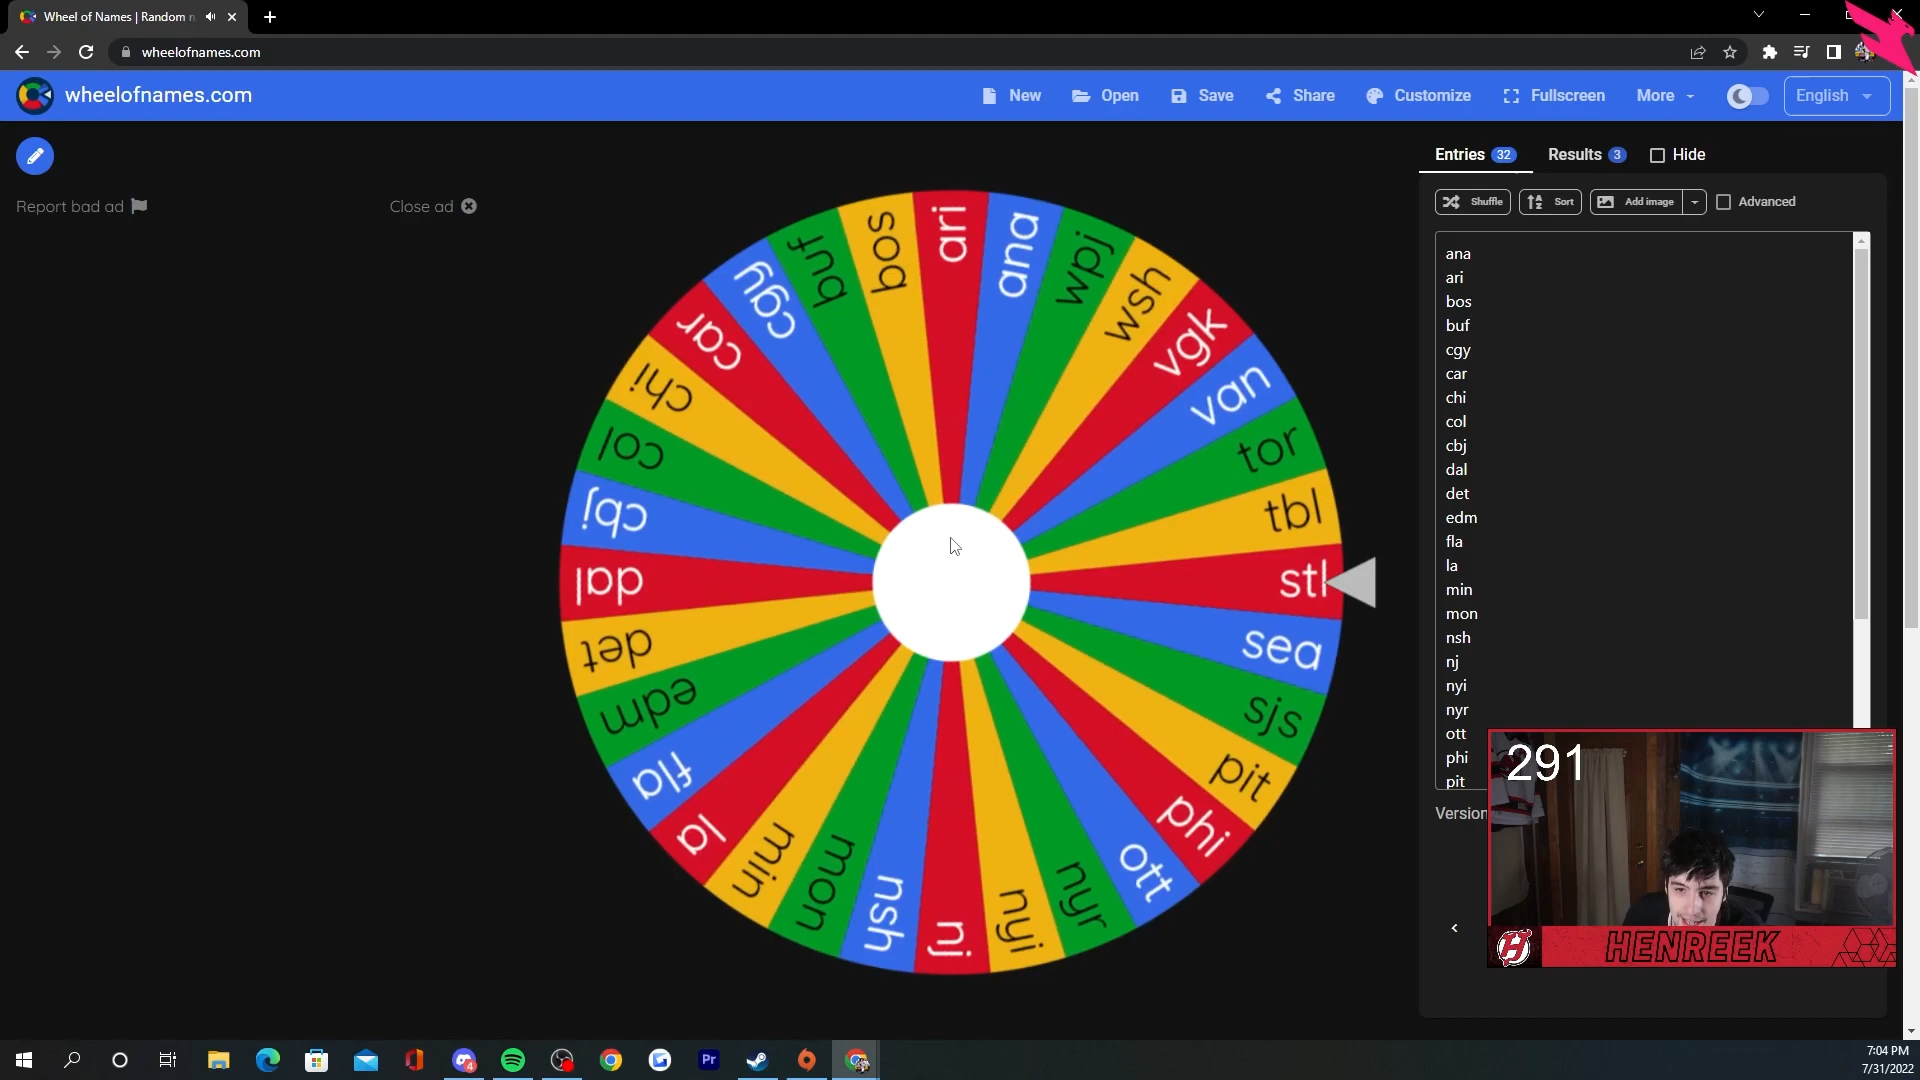 Wheel of Names | Random n
wheelofnames.com
wheelofnames.com
New
Open
Save
Share
Customize
Fullscreen
More
English
Report bad ad
Close ad
Entries 32
Results 3
Hide
Shuffle
Sort
Add image
Advanced
ana
ari
bos
buf
cgy
car
chi
col
cbj
dal
det
edm
fla
la
min
mon
nsh
nj
nyi
nyr
ott
phi
pit
Version
ari
ana
wpj
wsh
vgk
van
tor
tbl
stl
sea
sjs
pit
phi
ott
nyr
nyi
nj
nsh
mon
min
la
fla
edm
det
dal
cbj
col
chi
car
cgy
buf
bos
291
H
HENREEK
4
Pr
7:04 PM
7/31/2022